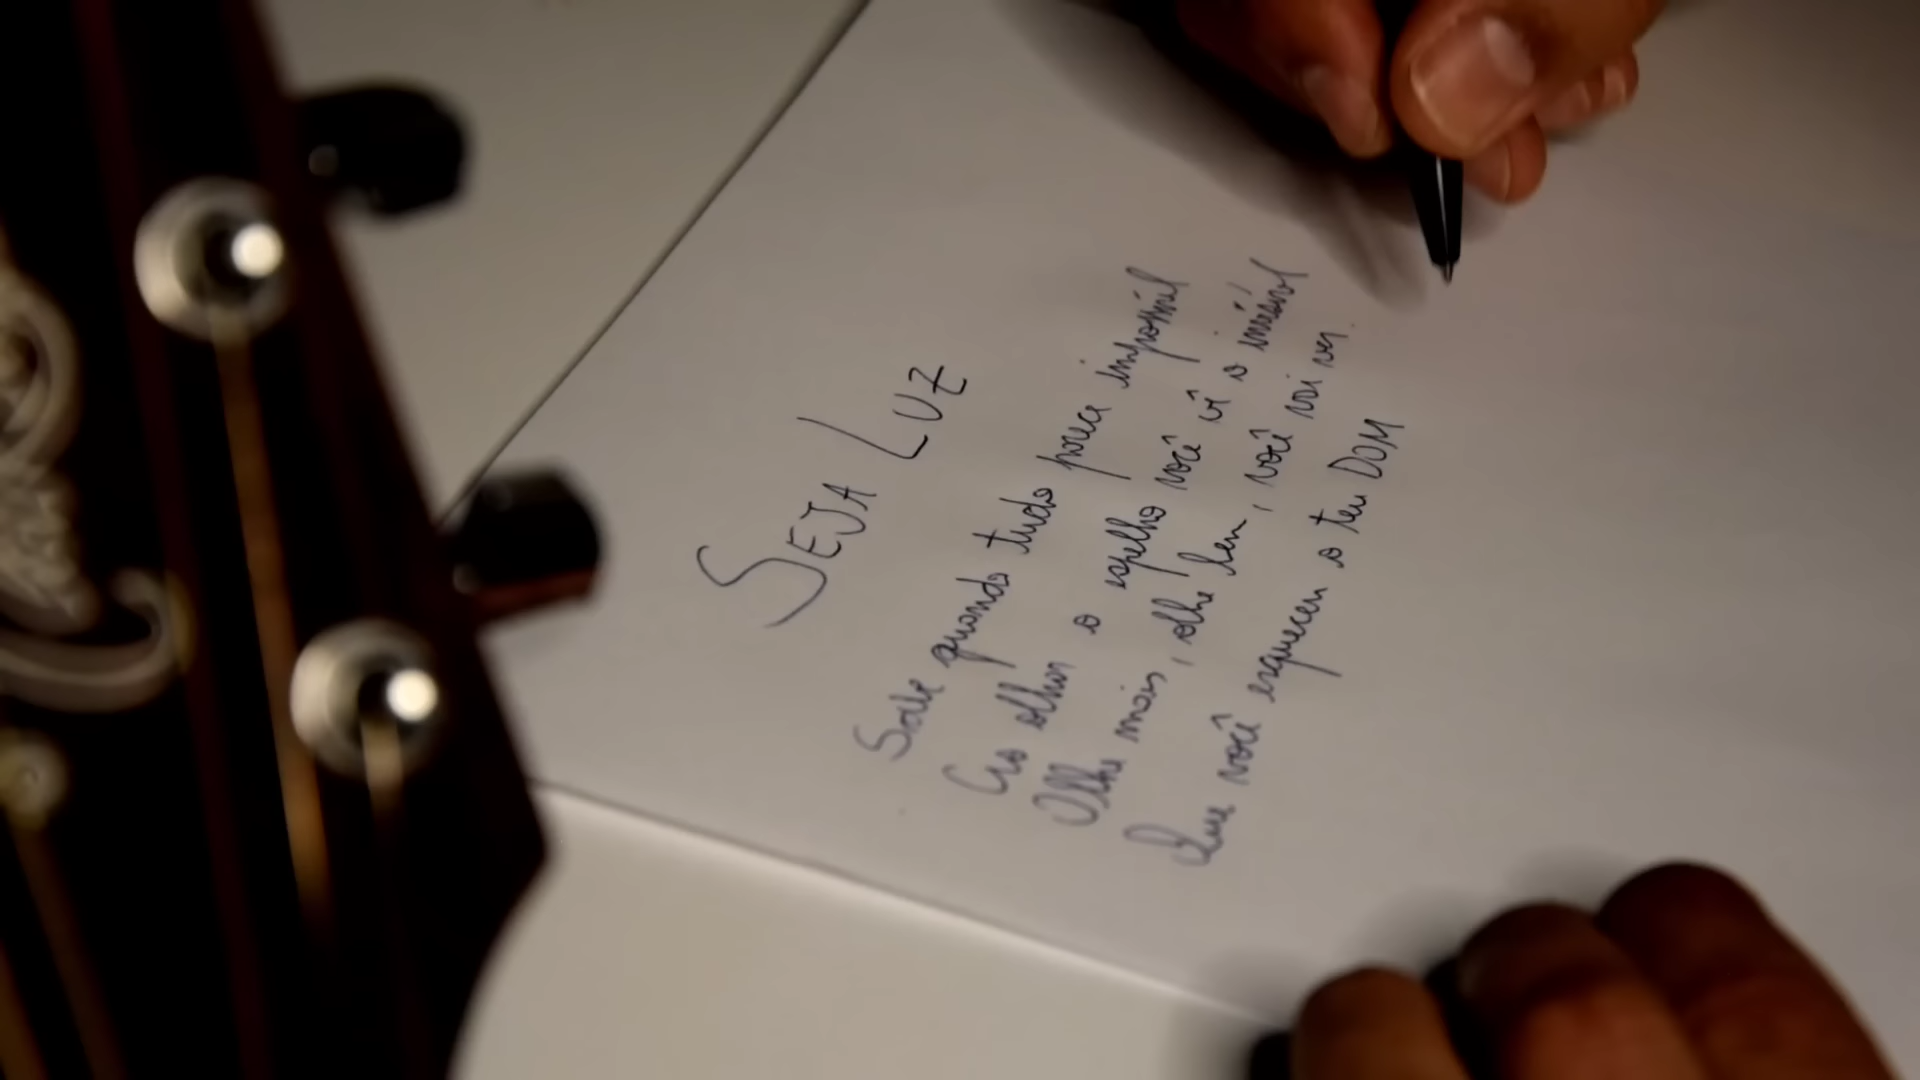 SEJA LUZ
Sabe quando tudo parece impossível
Ao olhar o espelho você vê o invisível
Olhe mais, olhe bem, você vai ver.
Que você esqueceu o teu DOM